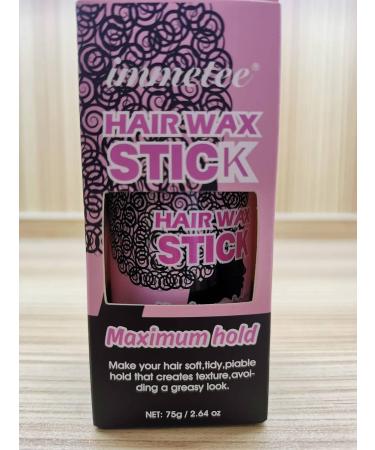 immetee®
HAIR WAX
STICK
HAIR WAX
STICK
Maximum hold
Make your hair soft,tidy,piable
hold that creates texture,avoi-
ding a greasy look.
NET: 75g / 2.64 oz